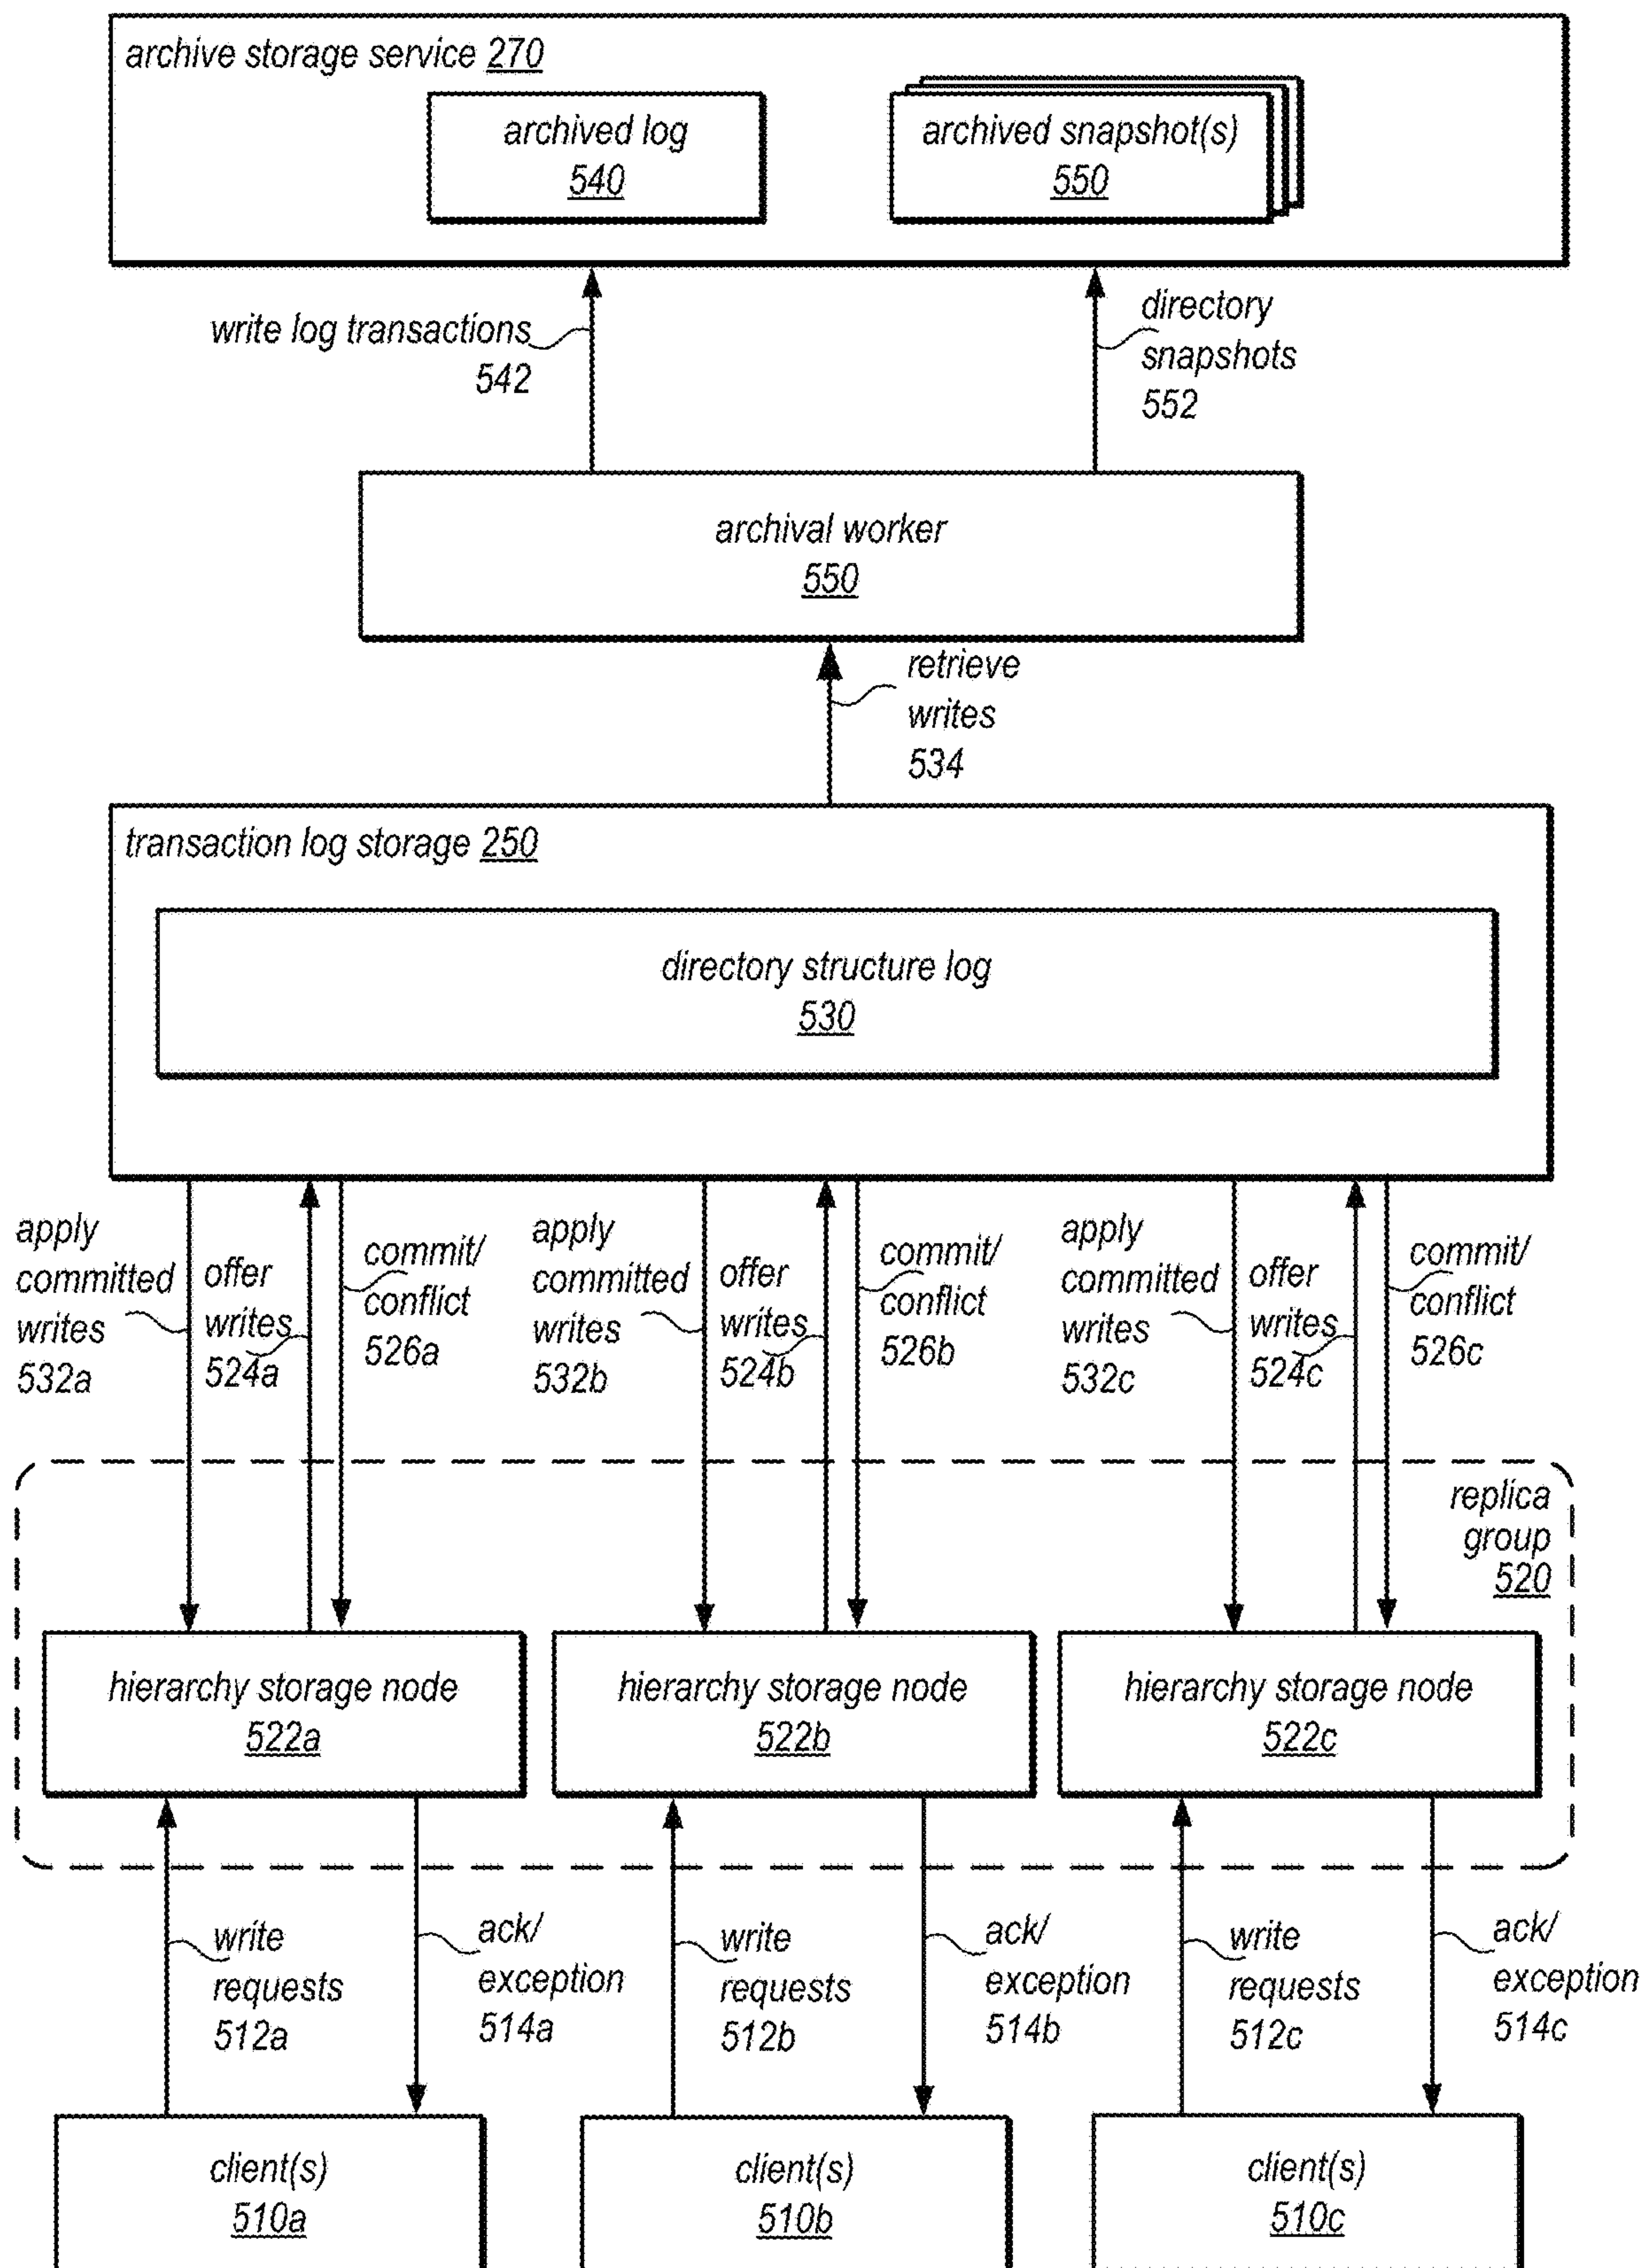 archive storage service 270
archived log
540
archived snapshot(s)
550
write log transactions
542
directory
snapshots
552
archival worker
550
retrieve
writes
534
transaction log storage 250
directory structure log
530
apply
committed
writes
532a
offer
writes
524a
commit/
conflict
526a
apply
committed
writes
532b
offer
writes
524b
commit/
conflict
526b
apply
committed
writes
532c
offer
writes
524c
commit/
conflict
526c
replica
group
520
hierarchy storage node
522a
hierarchy storage node
522b
hierarchy storage node
522c
write
requests
512a
ack/
exception
514a
write
requests
512b
ack/
exception
514b
write
requests
512c
ack/
exception
514c
client(s)
510a
client(s)
510b
client(s)
510c